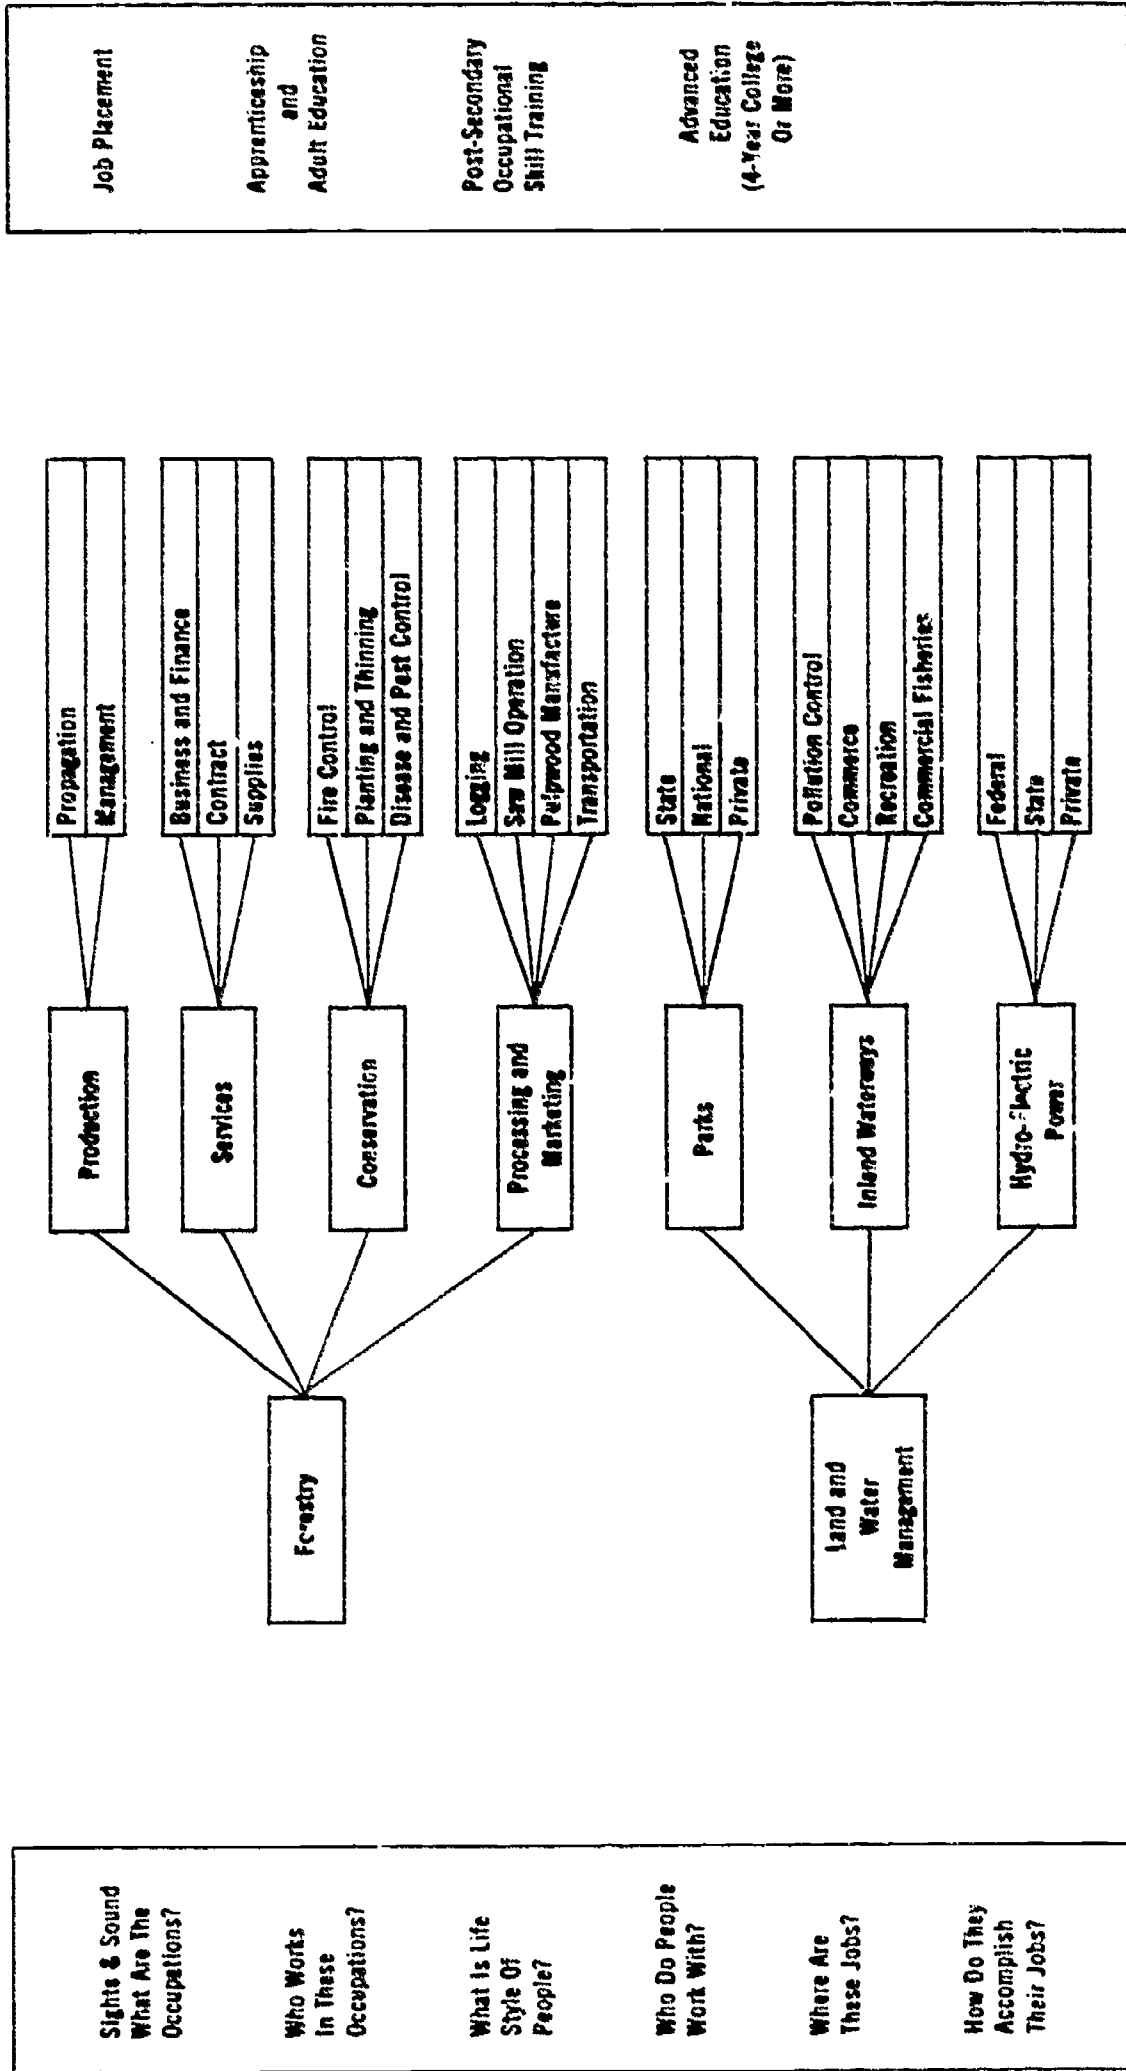 Sights & Sound
What Are The
Occupations?
Who Works
In These
Occupations?
What Is Life
Style Of
People?
Who Do People
Work With?
Where Are
These Jobs?
How Do They
Accomplish
Their Jobs?
Forestry
Land and
Water
Management
Production
Services
Conservation
Processing and
Marketing
Parks
Inland Waterways
Hydro-Electric
Power
Propagation
Management
Business and Finance
Contract
Supplies
Fire Control
Planting and Thinning
Disease and Pest Control
Logging
Saw Mill Operation
Pulpwood Manufacture
Transportation
State
National
Private
Pollution Control
Commerce
Recreation
Commercial Fisheries
Federal
State
Private
Job Placement
Apprenticeship
and
Adult Education
Post-Secondary
Occupational
Skill Training
Advanced
Education
(4-Year College
Or More)